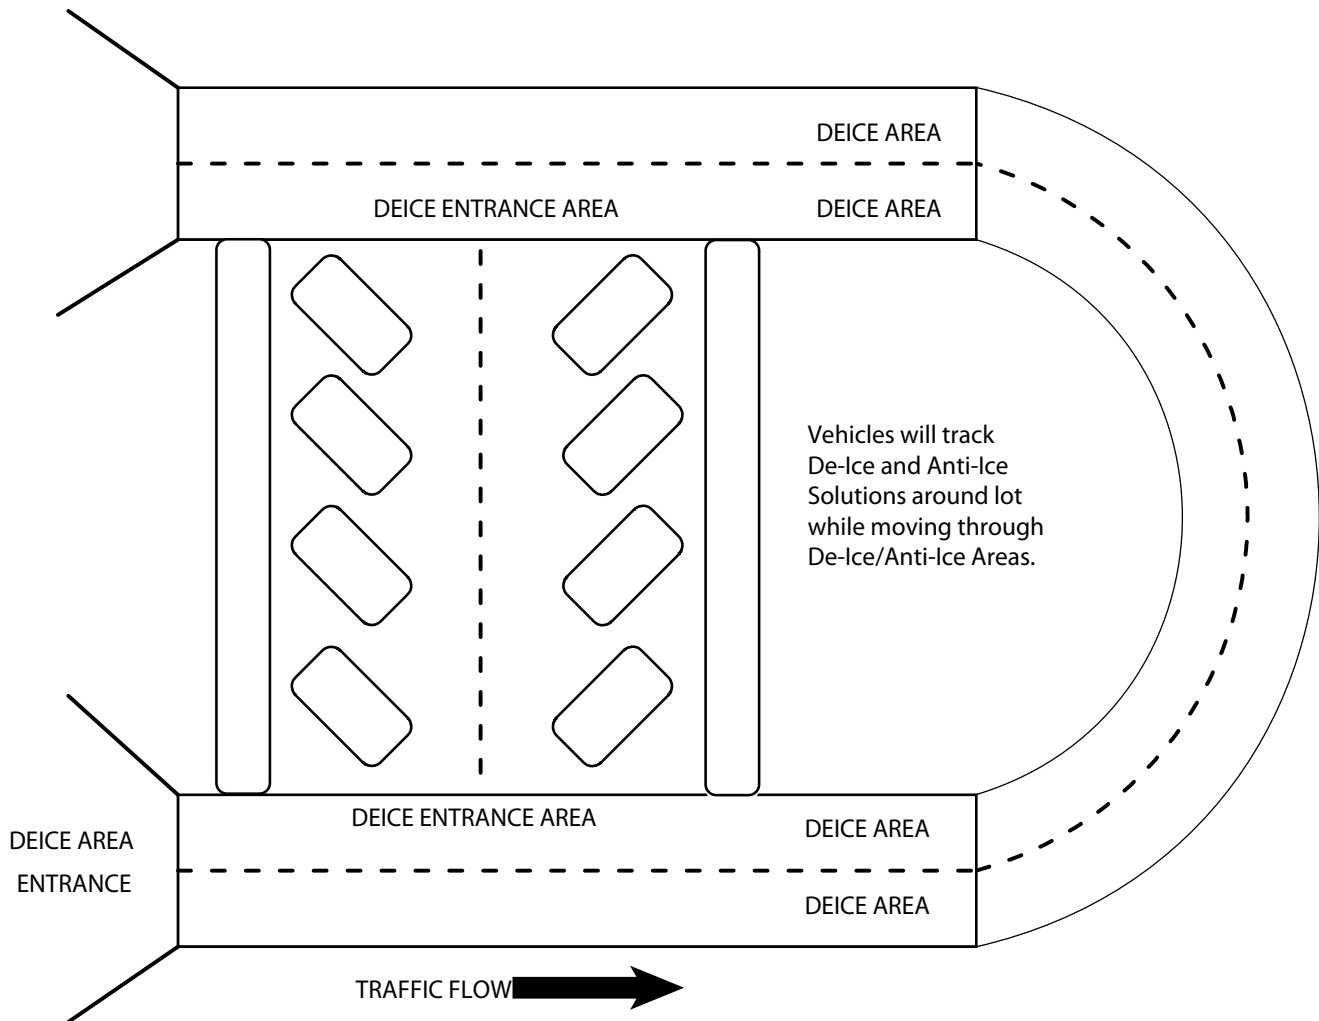 DEICE AREA
DEICE ENTRANCE AREA
DEICE AREA
Vehicles will track
De-Ice and Anti-Ice
Solutions around lot
while moving through
De-Ice/Anti-Ice Areas.
DEICE ENTRANCE AREA
DEICE AREA
DEICE AREA
ENTRANCE
DEICE AREA
TRAFFIC FLOW